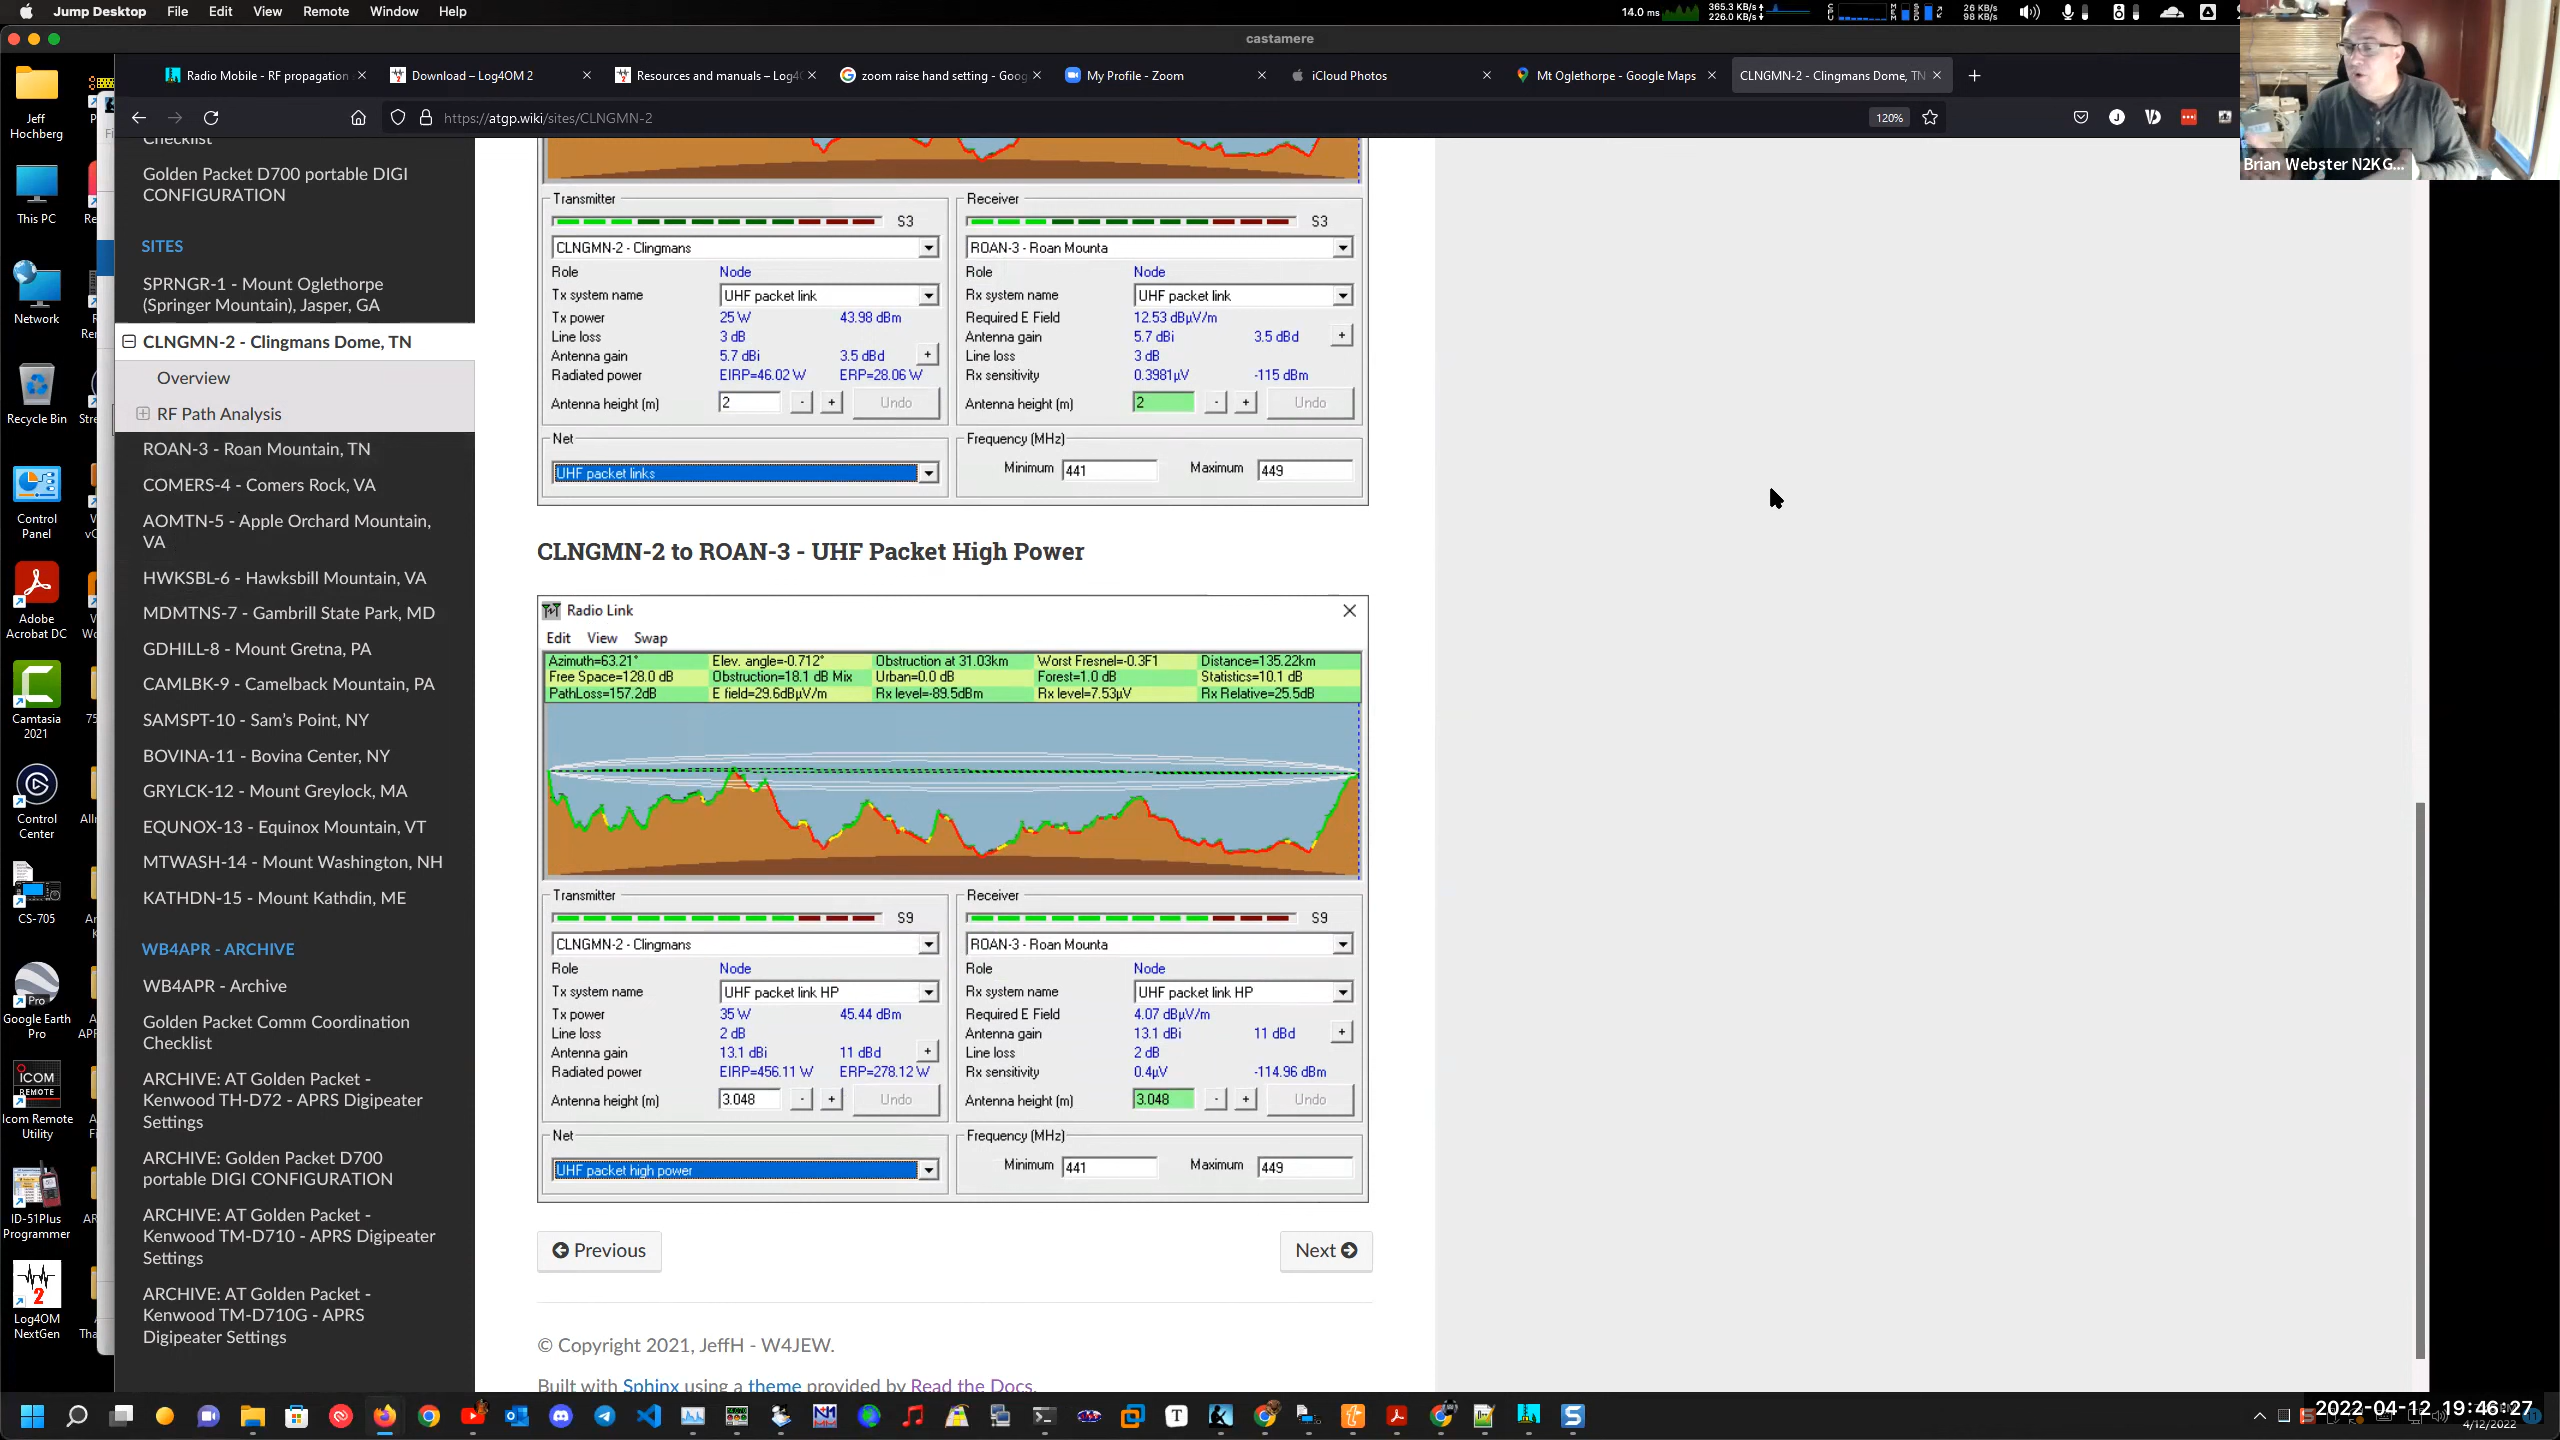 Jump Desktop File Edit View Remote Window Help
14.0 ms 365.3 KB/s 226.0 KB/s 26 KB/s 98 KB/s
castamere
Radio Mobile - RF propagation
Download – Log4OM 2
Resources and manuals – Log4
zoom raise hand setting - Goog
My Profile - Zoom
iCloud Photos
Mt Oglethorpe - Google Maps
CLNGMN-2 - Clingmans Dome, TN
https://atgp.wiki/sites/CLNGMN-2
120%
Brian Webster N2KG...
Jeff
Hochberg
This PC
Network
Recycle Bin
Control
Panel
Adobe
Acrobat DC
Camtasia
2021
Control
Center
CS-705
Google Earth
Pro
Icom Remote
Utility
ID-51Plus
Programmer
Log4OM
NextGen
Checklist
Golden Packet D700 portable DIGI
CONFIGURATION
SITES
SPRNGR-1 - Mount Oglethorpe
(Springer Mountain), Jasper, GA
CLNGMN-2 - Clingmans Dome, TN
Overview
RF Path Analysis
ROAN-3 - Roan Mountain, TN
COMERS-4 - Comers Rock, VA
AOMTN-5 - Apple Orchard Mountain,
VA
HWKSBL-6 - Hawksbill Mountain, VA
MDMTNS-7 - Gambrill State Park, MD
GDHILL-8 - Mount Gretna, PA
CAMLBK-9 - Camelback Mountain, PA
SAMSPT-10 - Sam's Point, NY
BOVINA-11 - Bovina Center, NY
GRYLCK-12 - Mount Greylock, MA
EQUNOX-13 - Equinox Mountain, VT
MTWASH-14 - Mount Washington, NH
KATHDN-15 - Mount Kathdin, ME
WB4APR - ARCHIVE
WB4APR - Archive
Golden Packet Comm Coordination
Checklist
ARCHIVE: AT Golden Packet -
Kenwood TH-D72 - APRS Digipeater
Settings
ARCHIVE: Golden Packet D700
portable DIGI CONFIGURATION
ARCHIVE: AT Golden Packet -
Kenwood TM-D710 - APRS Digipeater
Settings
ARCHIVE: AT Golden Packet -
Kenwood TM-D710G - APRS
Digipeater Settings
Transmitter
S3
CLNGMN-2 - Clingmans
Role Node
Tx system name UHF packet link
Tx power 25 W 43.98 dBm
Line loss 3 dB
Antenna gain 5.7 dBi 3.5 dBd +
Radiated power EIRP=46.02 W ERP=28.06 W
Antenna height (m) 2 - + Undo
Net
UHF packet links
Receiver
S3
ROAN-3 - Roan Mounta
Role Node
Rx system name UHF packet link
Required E Field 12.53 dBµV/m
Antenna gain 5.7 dBi 3.5 dBd +
Line loss 3 dB
Rx sensitivity 0.3981µV -115 dBm
Antenna height (m) 2 - + Undo
Frequency (MHz)
Minimum 441 Maximum 449
CLNGMN-2 to ROAN-3 - UHF Packet High Power
Radio Link
Edit View Swap
Azimuth=63.21° Elev. angle=-0.712° Obstruction at 31.03km Worst Fresnel=-0.3F1 Distance=135.22km
Free Space=128.0 dB Obstruction=18.1 dB Mix Urban=0.0 dB Forest=1.0 dB Statistics=10.1 dB
PathLoss=157.2dB E field=29.6dBµV/m Rx level=-89.5dBm Rx level=7.53µV Rx Relative=25.5dB
Transmitter
S9
CLNGMN-2 - Clingmans
Role Node
Tx system name UHF packet link HP
Tx power 35 W 45.44 dBm
Line loss 2 dB
Antenna gain 13.1 dBi 11 dBd +
Radiated power EIRP=456.11 W ERP=278.12 W
Antenna height (m) 3.048 - + Undo
Net
UHF packet high power
Receiver
S9
ROAN-3 - Roan Mounta
Role Node
Rx system name UHF packet link HP
Required E Field 4.07 dBµV/m
Antenna gain 13.1 dBi 11 dBd +
Line loss 2 dB
Rx sensitivity 0.4µV -114.96 dBm
Antenna height (m) 3.048 - + Undo
Frequency (MHz)
Minimum 441 Maximum 449
Previous
Next
© Copyright 2021, JeffH - W4JEW.
Built with Sphinx using a theme provided by Read the Docs.
2022-04-12 19:46:27
4/12/2022